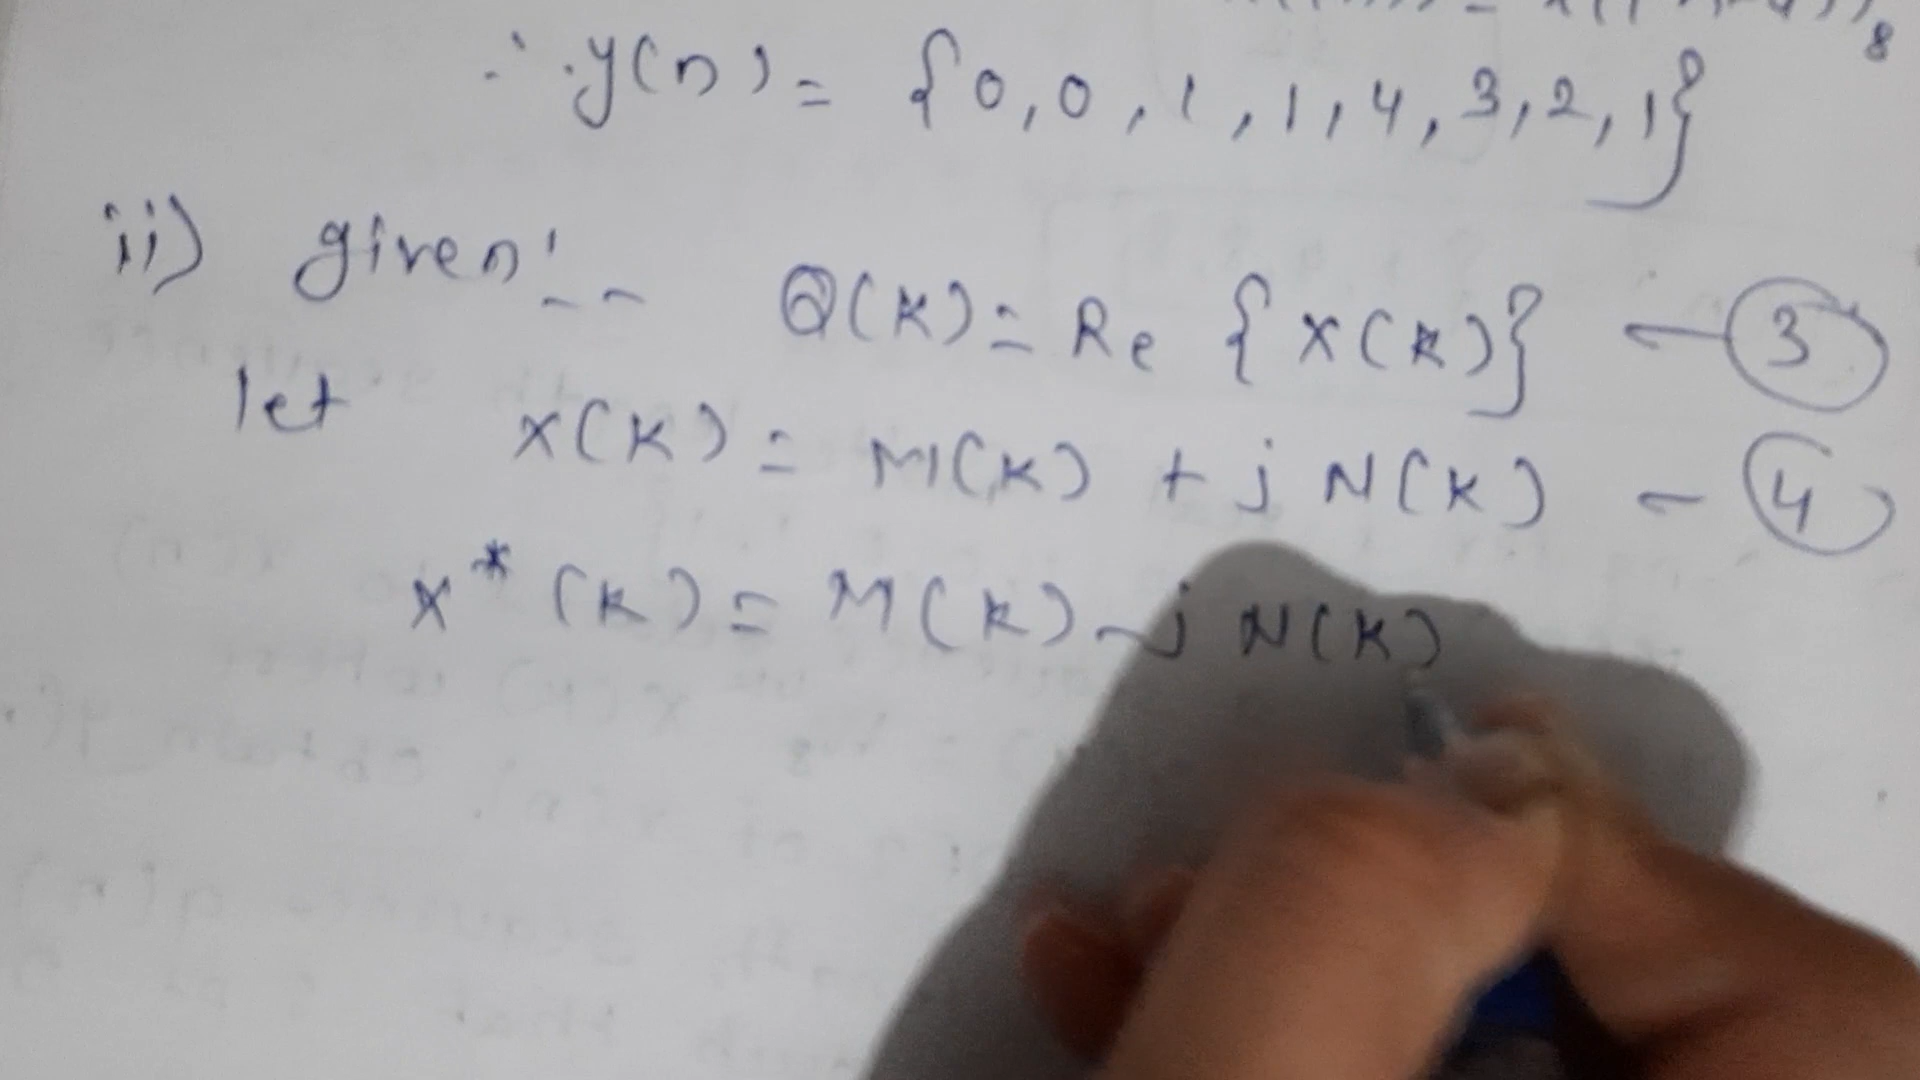 ∴ y(n) = {0, 0, 1, 1, 4, 3, 2, 1}
ii) given:-- Q(k) = Re {X(k)} — 3
let X(k) = M(k) + j N(k) — 4
X*(k) = M(k) - j N(k)